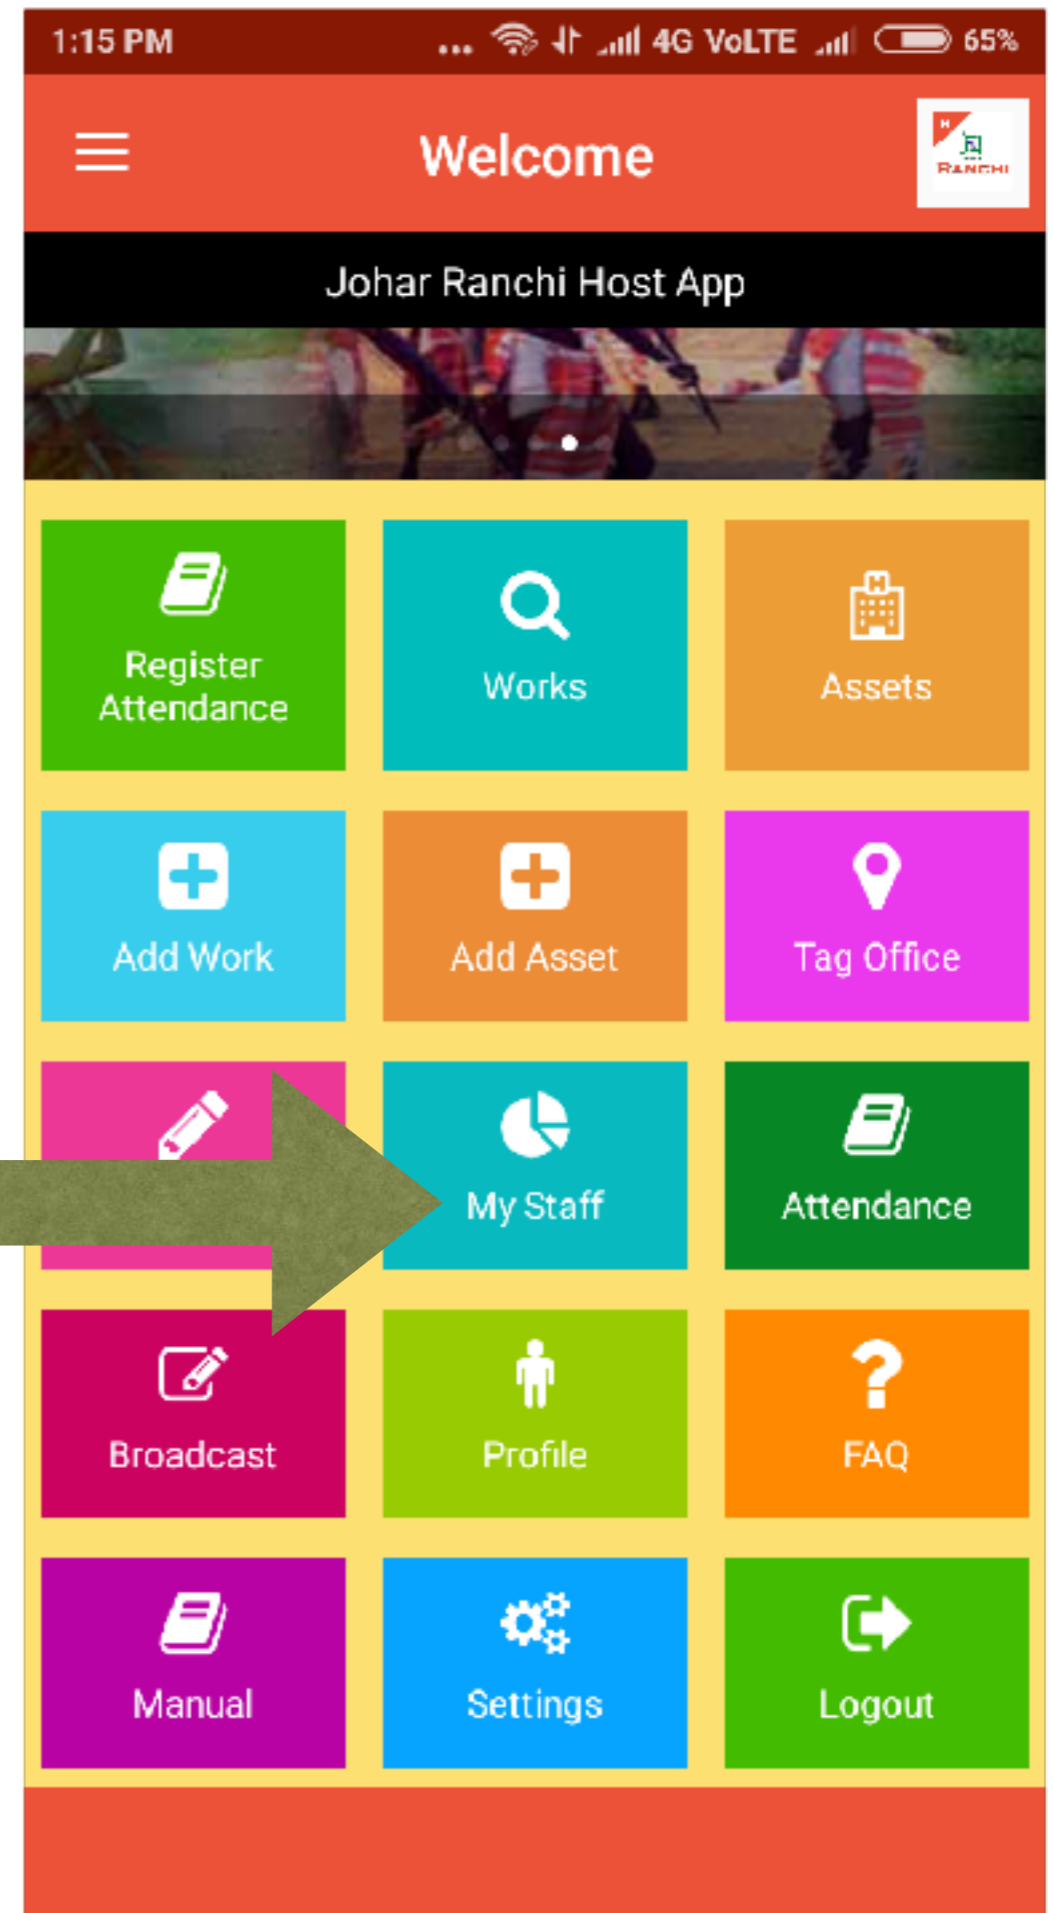 1:15 PM
... 4G VoLTE 65%
Welcome
H
RANCHI
Johar Ranchi Host App
Register
Attendance
Works
Assets
Add Work
Add Asset
Tag Office
My Staff
Attendance
Broadcast
Profile
FAQ
Manual
Settings
Logout